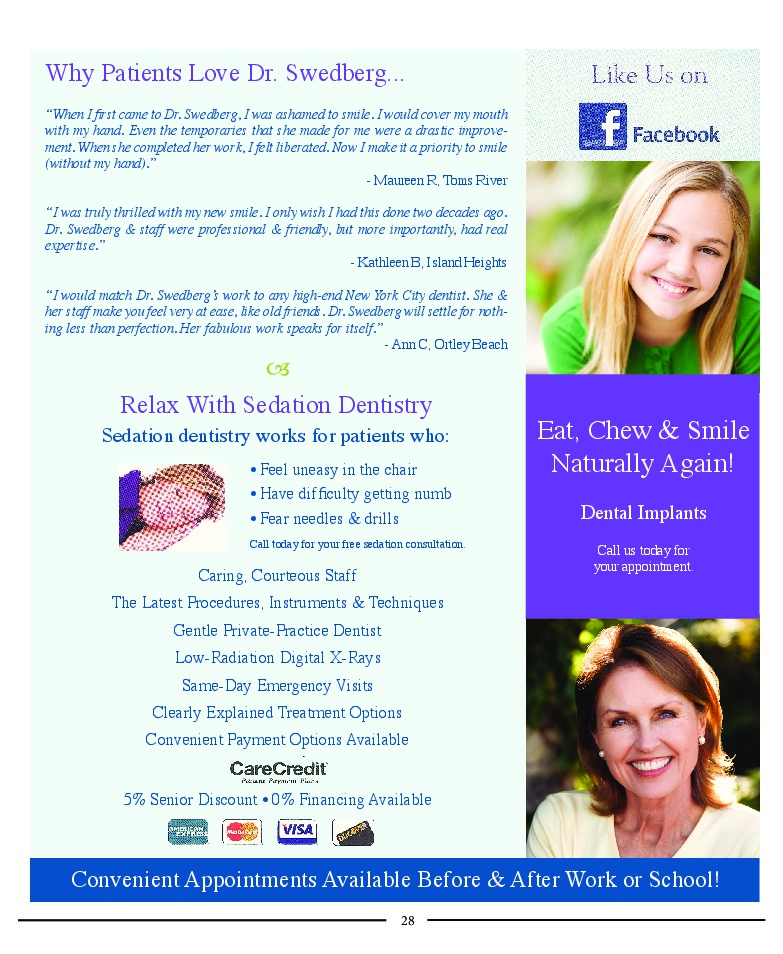 Why Patients Love Dr. Swedberg...
“When I first came to Dr. Swedberg, I was ashamed to smile. I would cover my mouth
with my hand. Even the temporaries that she made for me were a drastic improve-
ment. When she completed her work, I felt liberated. Now I make it a priority to smile
(without my hand).”
- Maureen R, Toms River
“I was truly thrilled with my new smile. I only wish I had this done two decades ago.
Dr. Swedberg & staff were professional & friendly, but more importantly, had real
expertise.”
- Kathleen B, Island Heights
“I would match Dr. Swedberg’s work to any high-end New York City dentist. She &
her staff make you feel very at ease, like old friends. Dr. Swedberg will settle for noth-
ing less than perfection. Her fabulous work speaks for itself.”
- Ann C, Ortley Beach
Relax With Sedation Dentistry
Sedation dentistry works for patients who:
• Feel uneasy in the chair
• Have difficulty getting numb
• Fear needles & drills
Call today for your free sedation consultation.
Caring, Courteous Staff
The Latest Procedures, Instruments & Techniques
Gentle Private-Practice Dentist
Low-Radiation Digital X-Rays
Same-Day Emergency Visits
Clearly Explained Treatment Options
Convenient Payment Options Available
CareCredit
Patient Payment Plans
5% Senior Discount • 0% Financing Available
AMERICAN EXPRESS
MasterCard
VISA
DISCOVER
Like Us on
f Facebook
Eat, Chew & Smile
Naturally Again!
Dental Implants
Call us today for
your appointment.
Convenient Appointments Available Before & After Work or School!
28